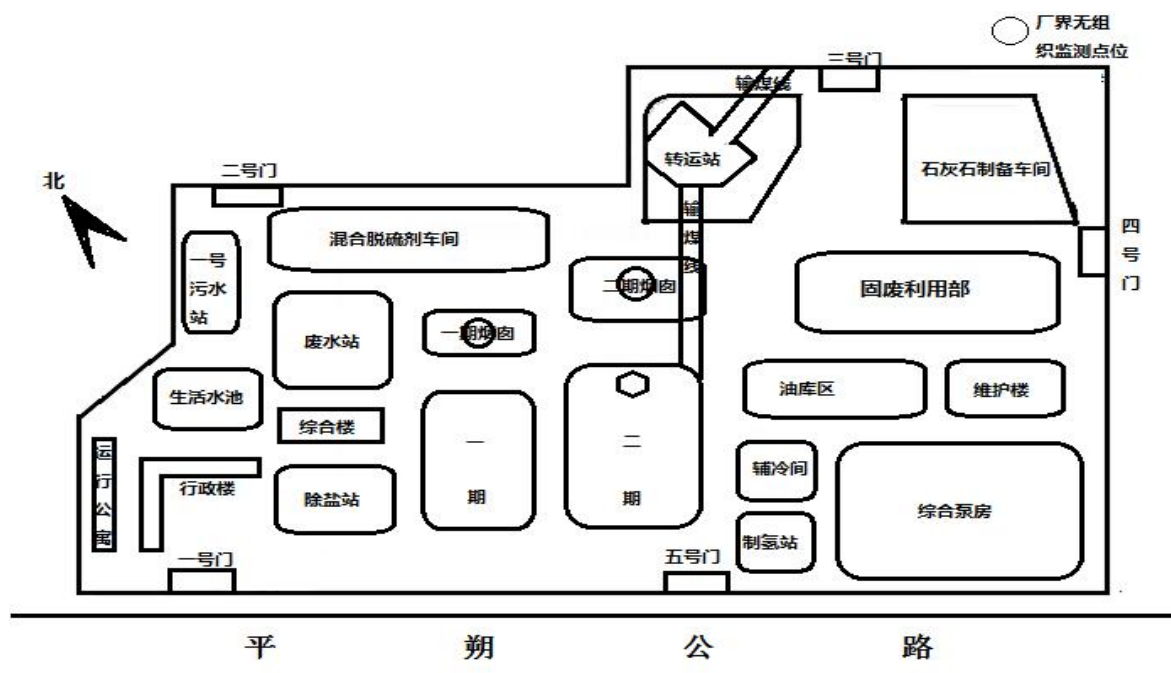 厂界无组
织监测点位
三号门
输煤线
转运站
石灰石制备车间
北
二号门
输
煤
线
四
号
门
混合脱硫剂车间
一号
污水
站
二期烟囱
固废利用部
废水站
一期烟囱
生活水池
油库区
维护楼
综合楼
一
期
二
期
运
行
公
寓
行政楼
除盐站
辅冷间
综合泵房
制氢站
一号门
五号门
平朔公路